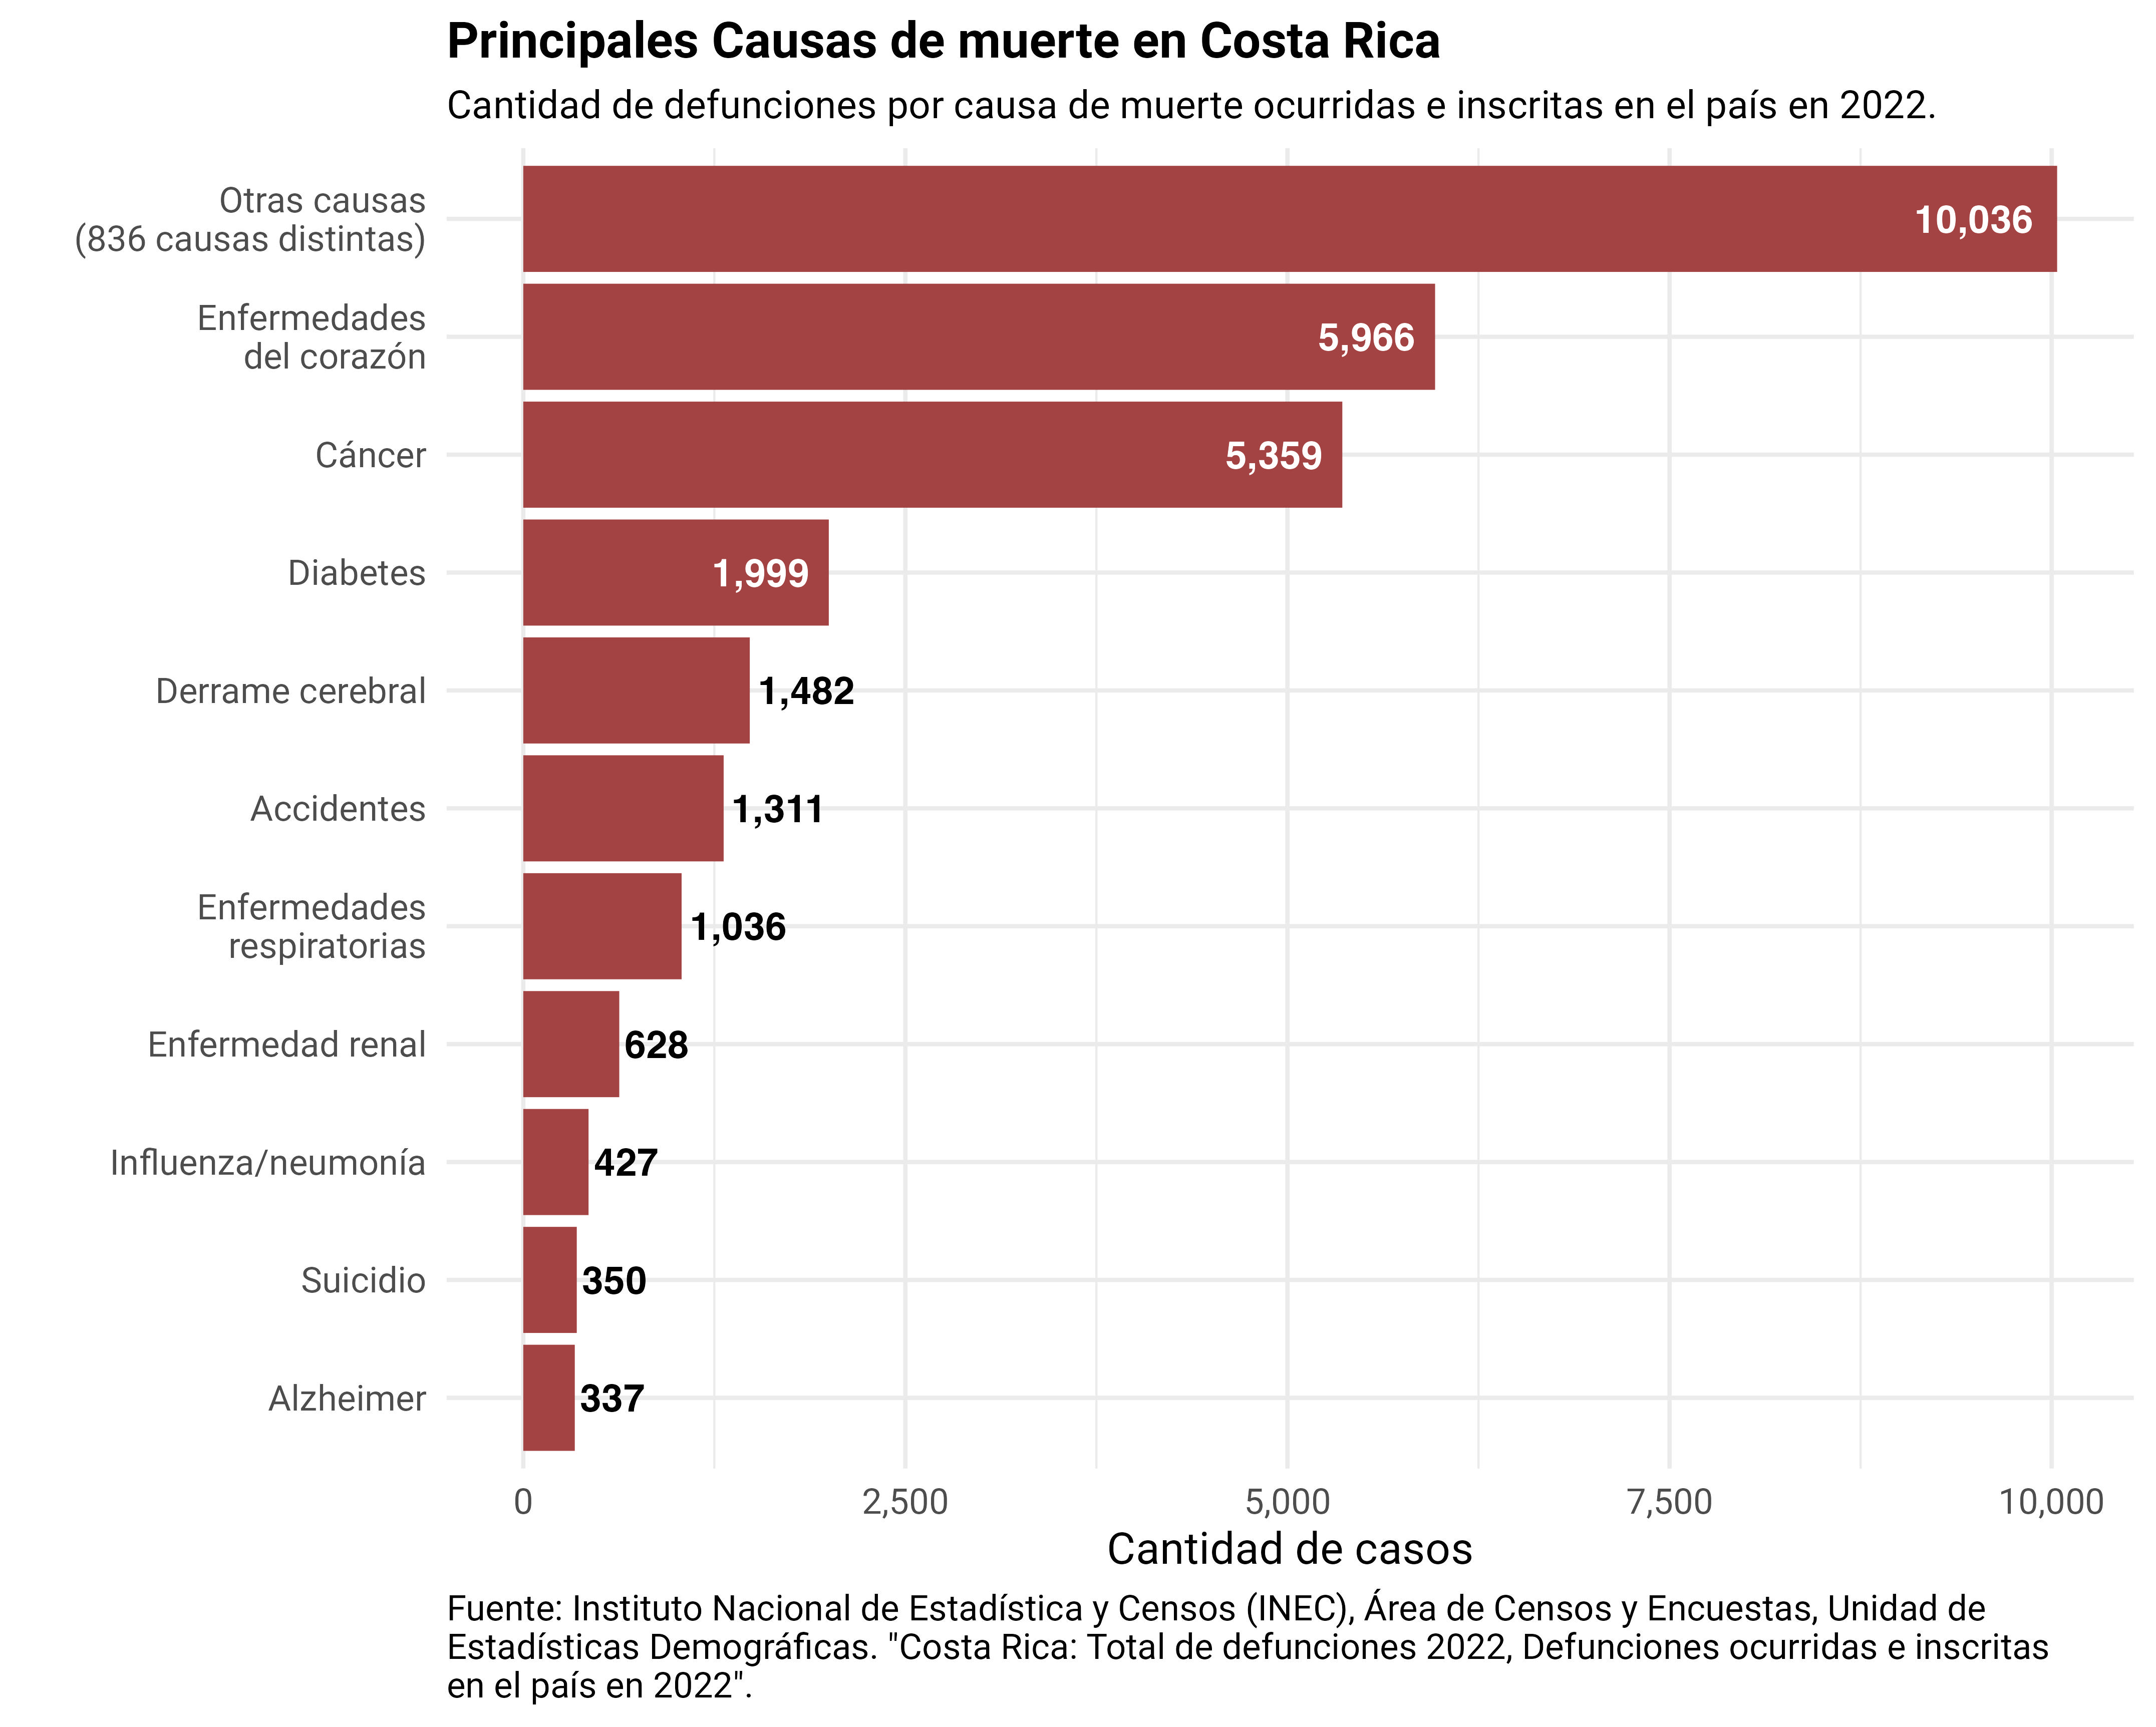 Principales Causas de muerte en Costa Rica
Cantidad de defunciones por causa de muerte ocurridas e inscritas en el país en 2022.
Otras causas
(836 causas distintas)
10,036
Enfermedades
del corazón
5,966
Cáncer
5,359
Diabetes
1,999
Derrame cerebral
1,482
Accidentes
1,311
Enfermedades
respiratorias
1,036
Enfermedad renal
628
Influenza/neumonía
427
Suicidio
350
Alzheimer
337
0
2,500
5,000
7,500
10,000
Cantidad de casos
Fuente: Instituto Nacional de Estadística y Censos (INEC), Área de Censos y Encuestas, Unidad de
Estadísticas Demográficas. "Costa Rica: Total de defunciones 2022, Defunciones ocurridas e inscritas
en el país en 2022".